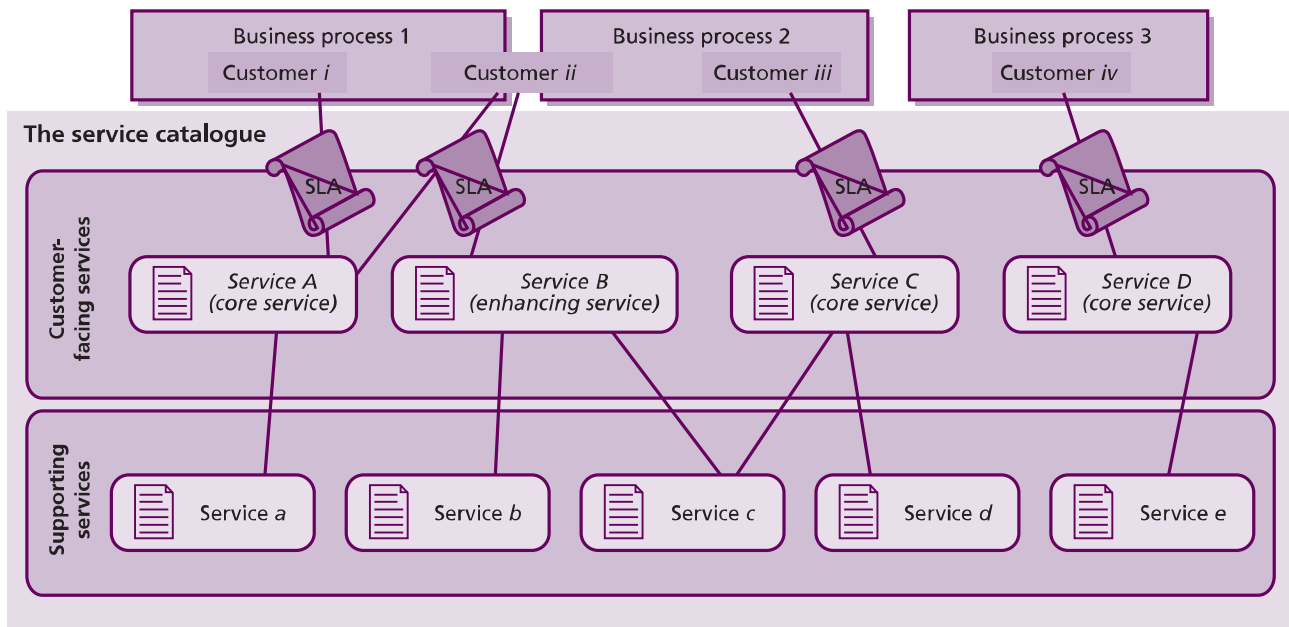 Business process 1
Business process 2
Business process 3
Customer i
Customer ii
Customer iii
Customer iv
The service catalogue
SLA
SLA
SLA
SLA
Customer-
facing services
Service A
(core service)
Service B
(enhancing service)
Service C
(core service)
Service D
(core service)
Supporting
services
Service a
Service b
Service c
Service d
Service e